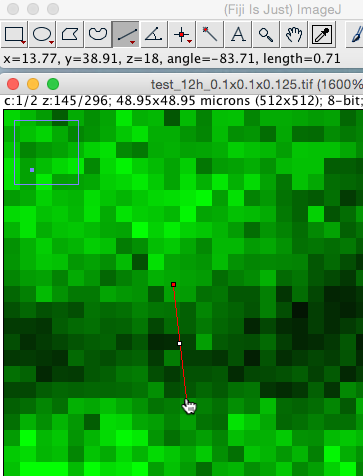 (Fiji Is Just) ImageJ
A
x=13.77, y=38.91, z=18, angle=-83.71, length=0.71
test_12h_0.1x0.1x0.125.tif (1600%
c:1/2 z:145/296; 48.95x48.95 microns (512x512); 8-bit;